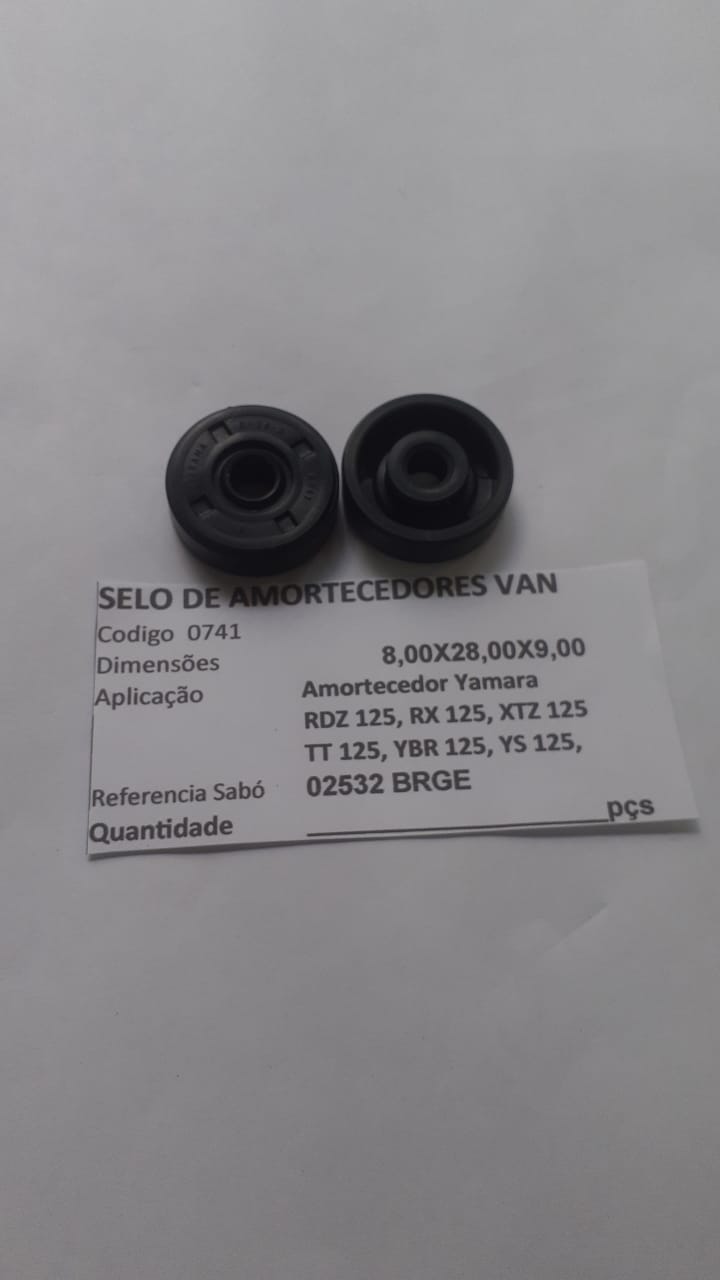 SELO DE AMORTECEDORES VAN
Codigo 0741
Dimensões 8,00X28,00X9,00
Aplicação Amortecedor Yamara
RDZ 125, RX 125, XTZ 125
TT 125, YBR 125, YS 125,
Referencia Sabó 02532 BRGE
Quantidade ____________________pçs